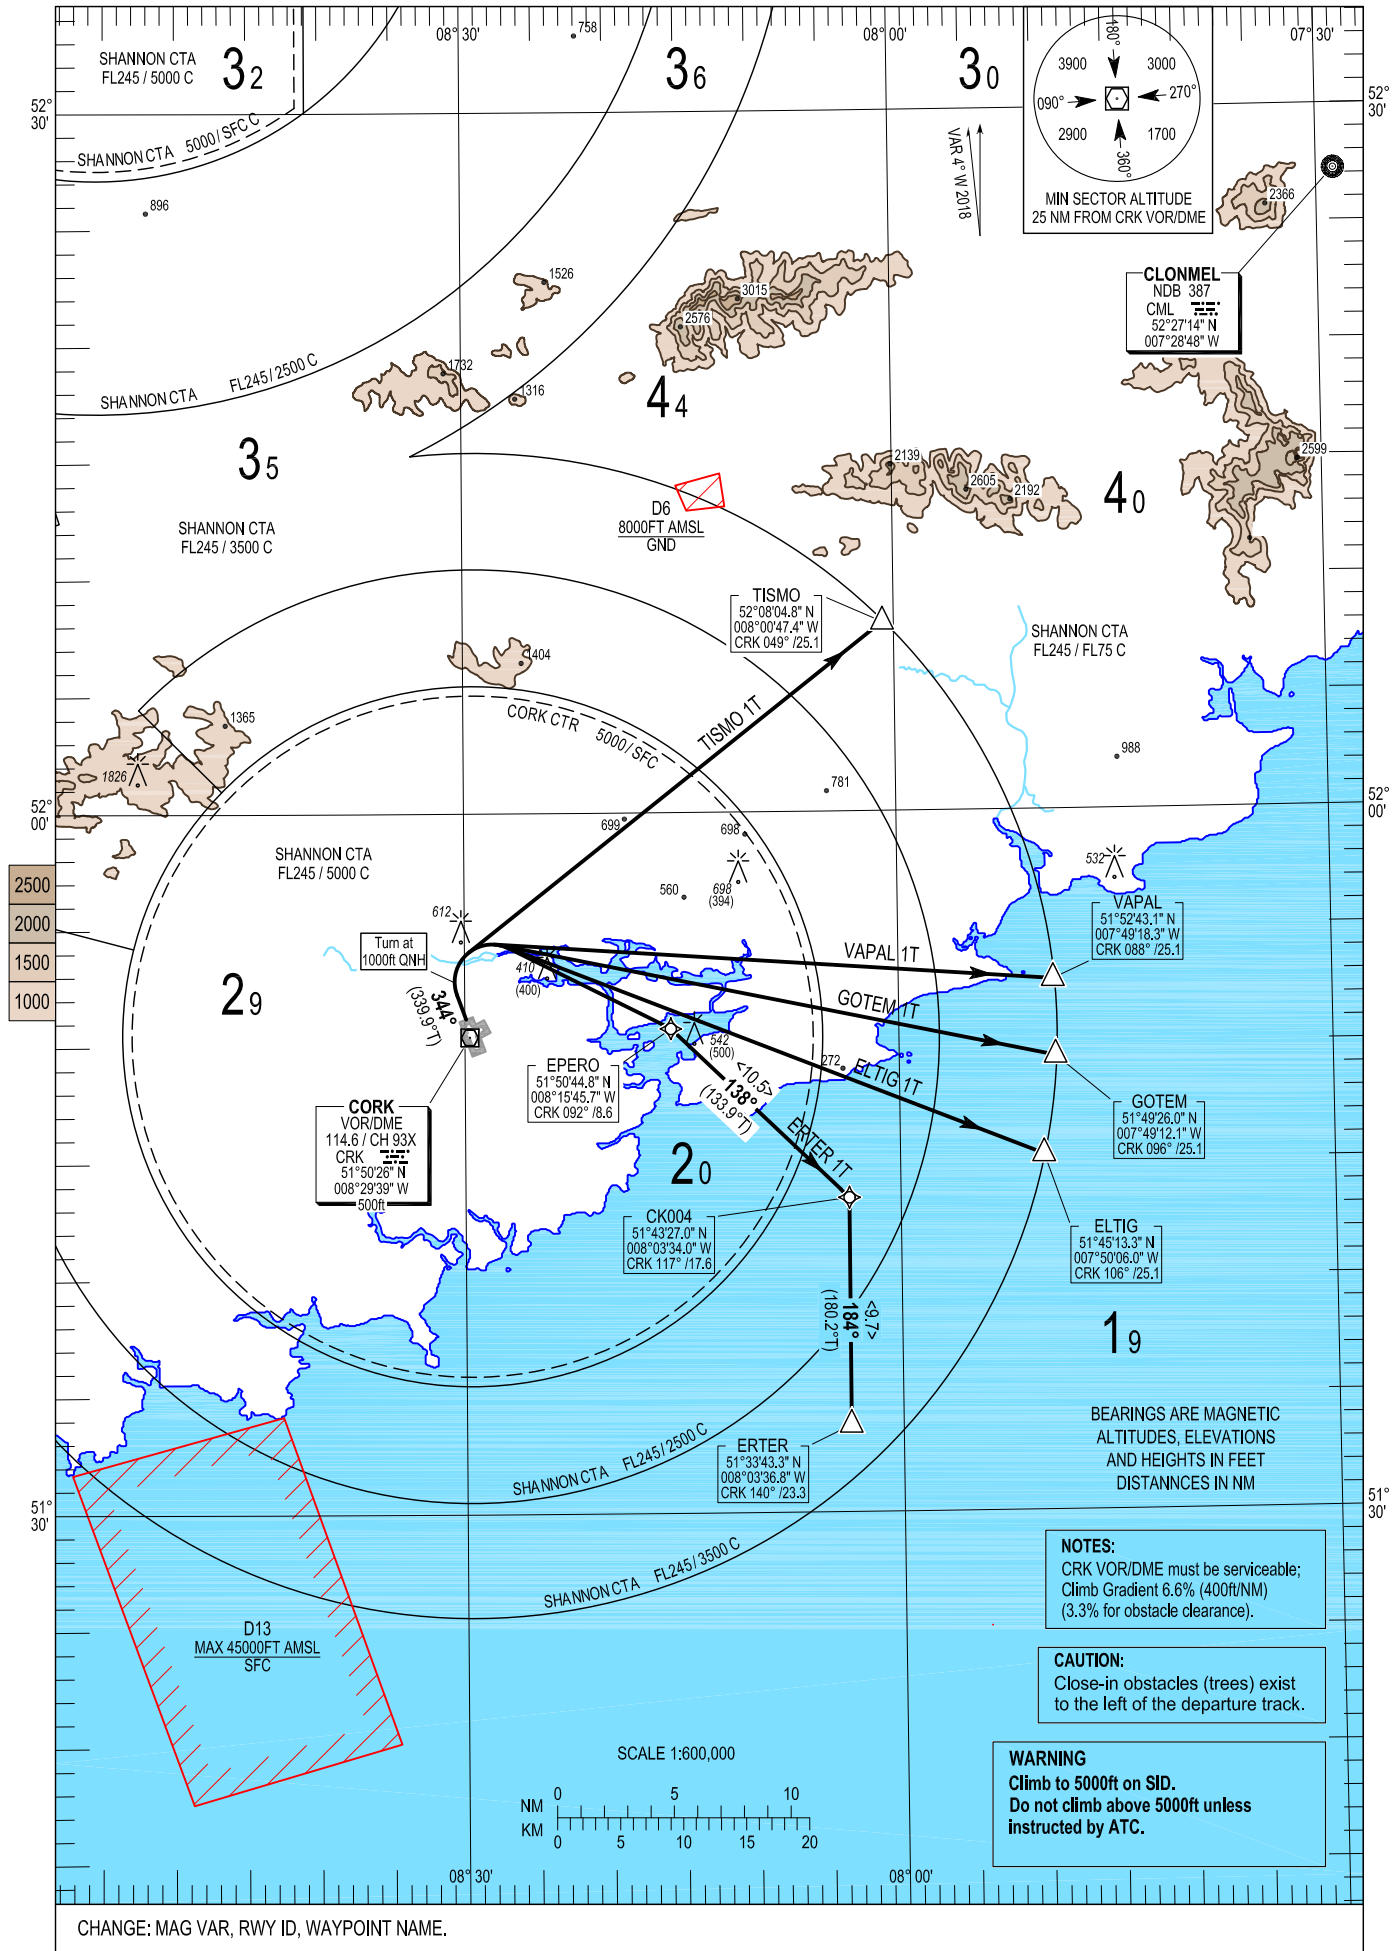 08° 30'
08° 00'
07° 30'
SHANNON CTA
FL245 / 5000 C
32
758
36
30
180°
3900
3000
090°
270°
2900
1700
360°
MIN SECTOR ALTITUDE
25 NM FROM CRK VOR/DME
52°
30'
52°
30'
SHANNON CTA 5000 / SFC C
VAR 4° W 2018
896
2366
CLONMEL
NDB 387
CML
52°27'14" N
007°28'48" W
1526
3015
2576
1732
1316
SHANNON CTA FL245 / 2500 C
44
35
2139
2605
2192
2599
40
SHANNON CTA
FL245 / 3500 C
D6
8000FT AMSL
GND
TISMO
52°08'04.8" N
008°00'47.4" W
CRK 049° /25.1
SHANNON CTA
FL245 / FL75 C
1404
1365
1826
CORK CTR 5000 / SFC
TISMO 1T
988
781
52°
00'
52°
00'
699
698
SHANNON CTA
FL245 / 5000 C
560
698
(394)
532
2500
2000
1500
1000
612
Turn at
1000ft QNH
410
(400)
VAPAL
51°52'43.1" N
007°49'18.3" W
CRK 088° /25.1
VAPAL 1T
29
344°
(339.9°T)
GOTEM 1T
542
(500)
272
ELTIG 1T
EPERO
51°50'44.8" N
008°15'45.7" W
CRK 092° /8.6
<10.5>
138°
(133.9°T)
CORK
VOR/DME
114.6 / CH 93X
CRK
51°50'26" N
008°29'39" W
500ft
GOTEM
51°49'26.0" N
007°49'12.1" W
CRK 096° /25.1
ERTER 1T
20
CK004
51°43'27.0" N
008°03'34.0" W
CRK 117° /17.6
ELTIG
51°45'13.3" N
007°50'06.0" W
CRK 106° /25.1
<9.7>
184°
(180.2°T)
19
BEARINGS ARE MAGNETIC
ALTITUDES, ELEVATIONS
AND HEIGHTS IN FEET
DISTANNCES IN NM
ERTER
51°33'43.3" N
008°03'36.8" W
CRK 140° /23.3
SHANNON CTA FL245 / 2500 C
51°
30'
51°
30'
SHANNON CTA FL245 / 3500 C
NOTES:
CRK VOR/DME must be serviceable;
Climb Gradient 6.6% (400ft/NM)
(3.3% for obstacle clearance).
D13
MAX 45000FT AMSL
SFC
CAUTION:
Close-in obstacles (trees) exist
to the left of the departure track.
SCALE 1:600,000
NM 0 5 10
KM 0 5 10 15 20
WARNING
Climb to 5000ft on SID.
Do not climb above 5000ft unless
instructed by ATC.
08° 30'
08° 00'
CHANGE: MAG VAR, RWY ID, WAYPOINT NAME.